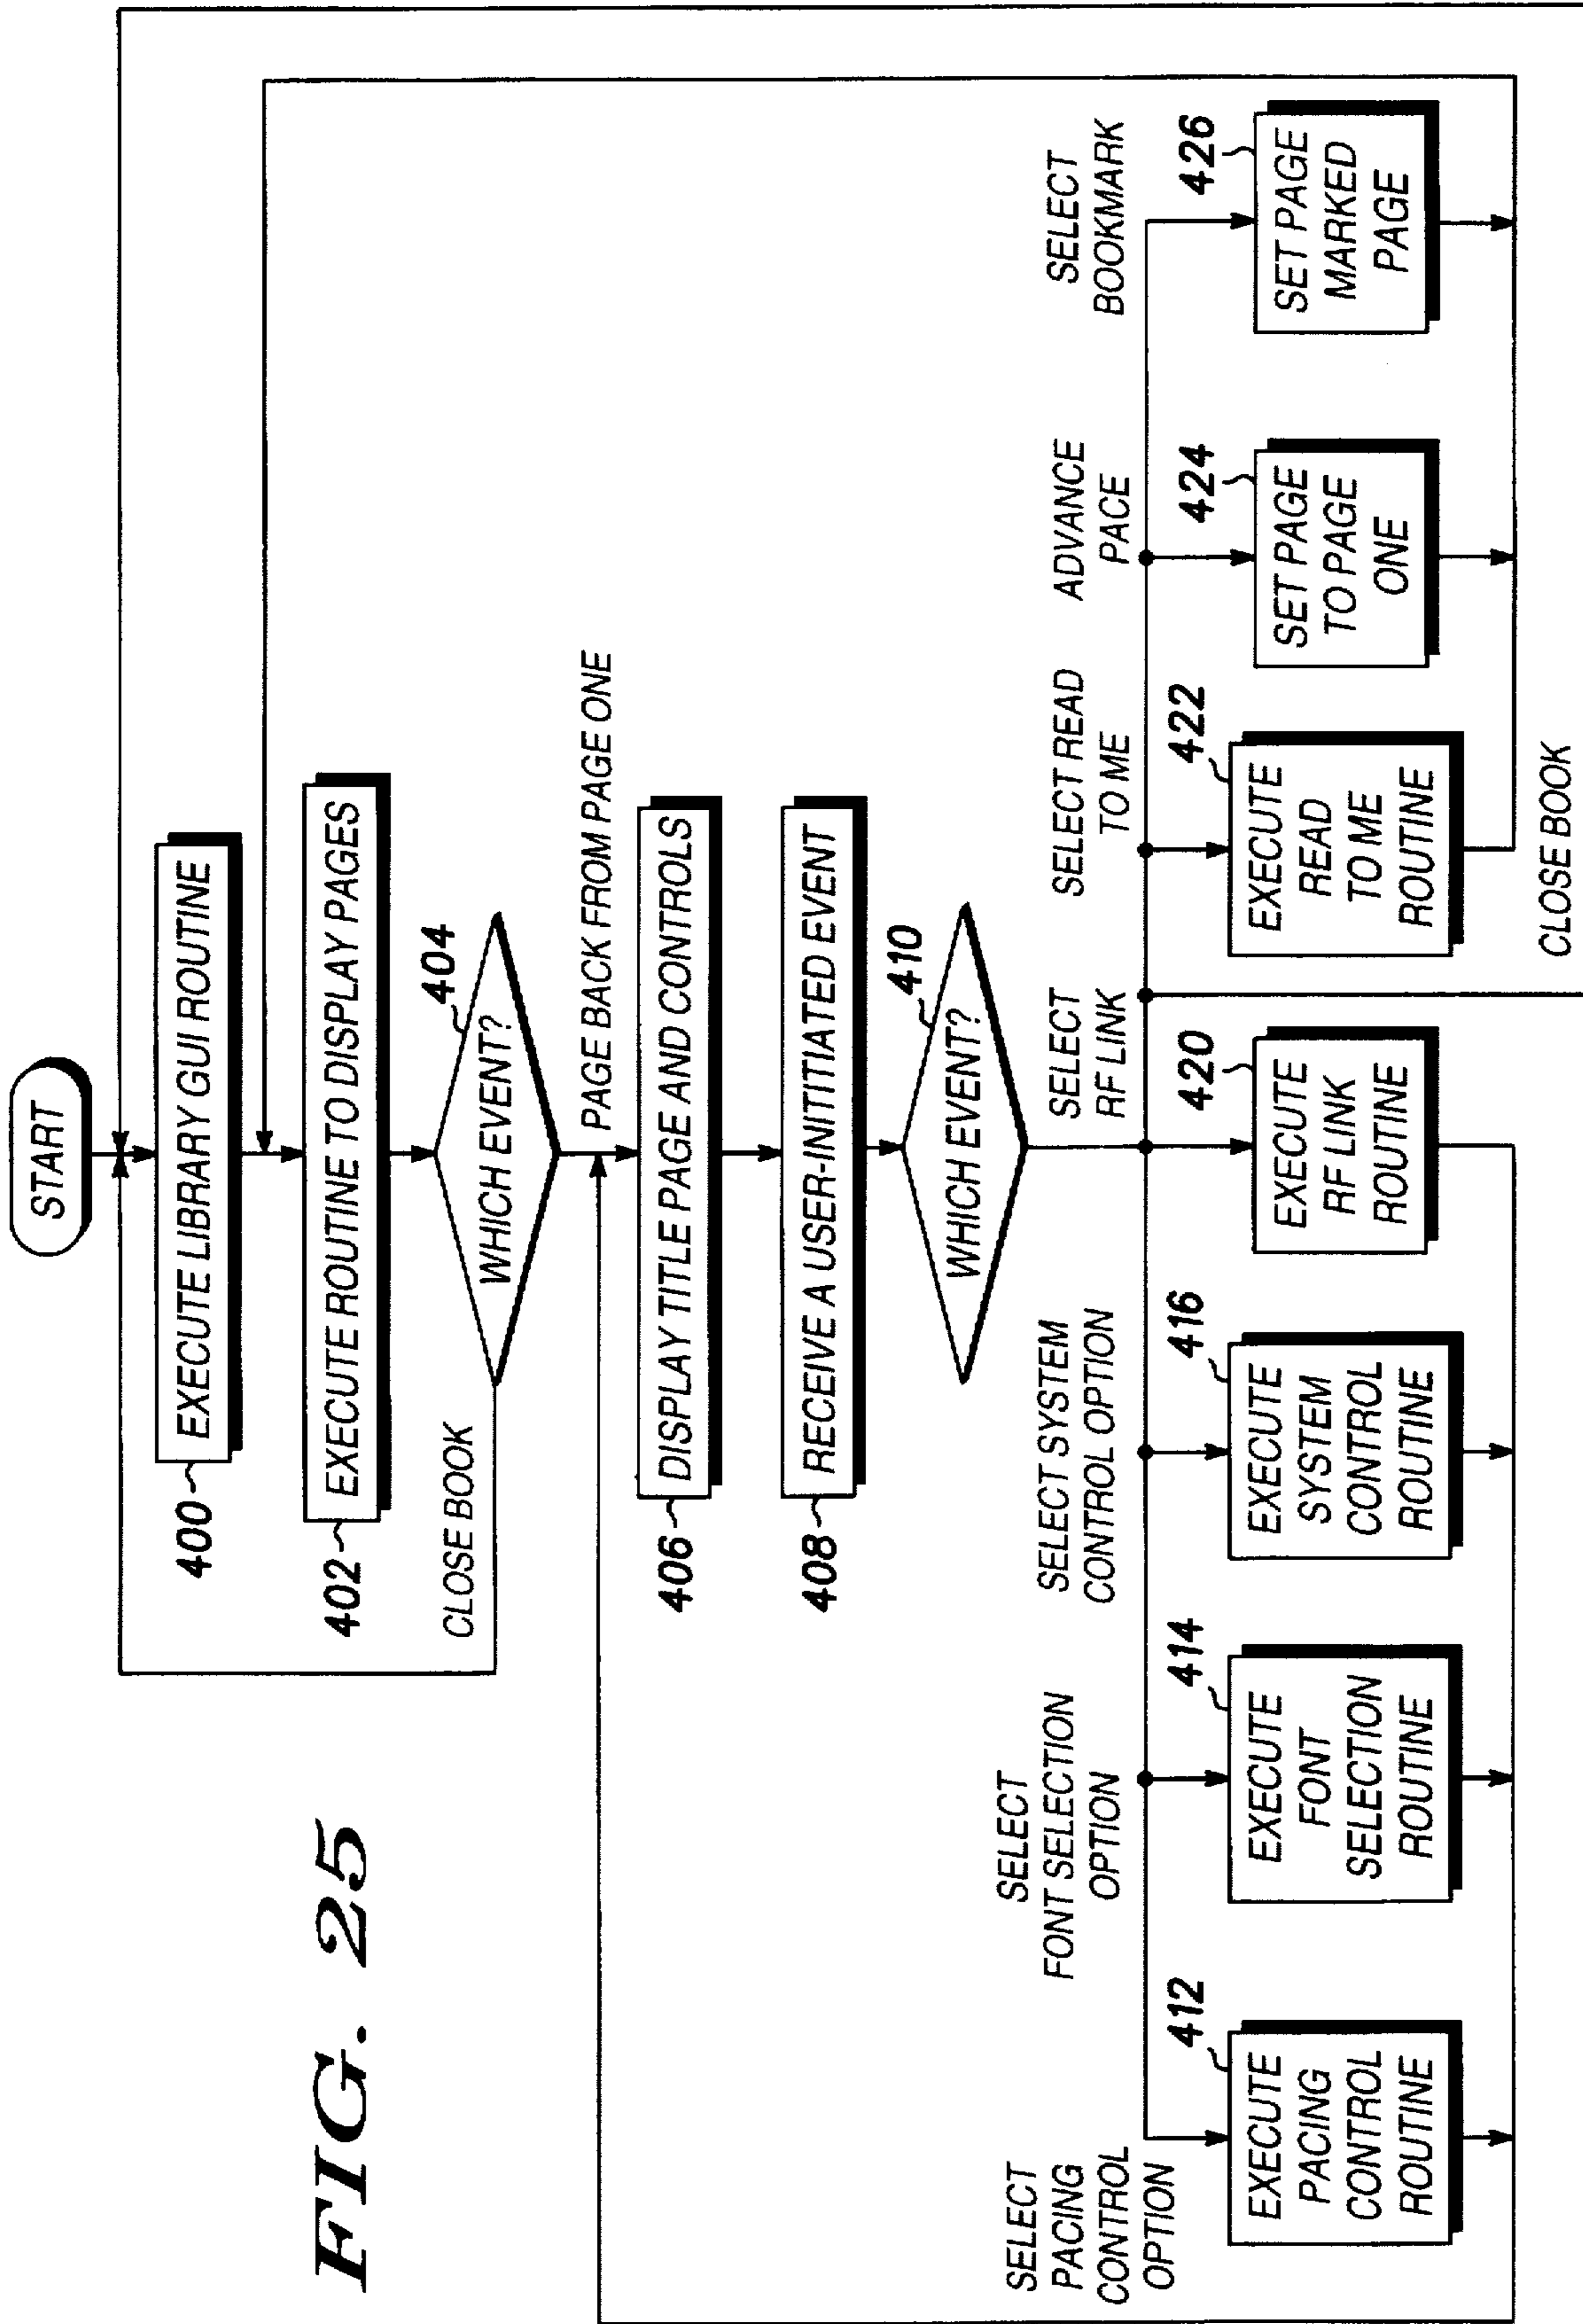 FIG. 25
START
400
EXECUTE LIBRARY GUI ROUTINE
402
EXECUTE ROUTINE TO DISPLAY PAGES
404
WHICH EVENT?
CLOSE BOOK
PAGE BACK FROM PAGE ONE
406
DISPLAY TITLE PAGE AND CONTROLS
408
RECEIVE A USER-INITIATED EVENT
410
WHICH EVENT?
SELECT
PACING
CONTROL
OPTION
412
EXECUTE
PACING
CONTROL
ROUTINE
SELECT
FONT SELECTION
OPTION
414
EXECUTE
FONT
SELECTION
ROUTINE
SELECT SYSTEM
CONTROL OPTION
416
EXECUTE
SYSTEM
CONTROL
ROUTINE
SELECT
RF LINK
420
EXECUTE
RF LINK
ROUTINE
SELECT READ
TO ME
422
EXECUTE
READ
TO ME
ROUTINE
ADVANCE
PACE
424
SET PAGE
TO PAGE
ONE
SELECT
BOOKMARK
426
SET PAGE
MARKED
PAGE
CLOSE BOOK